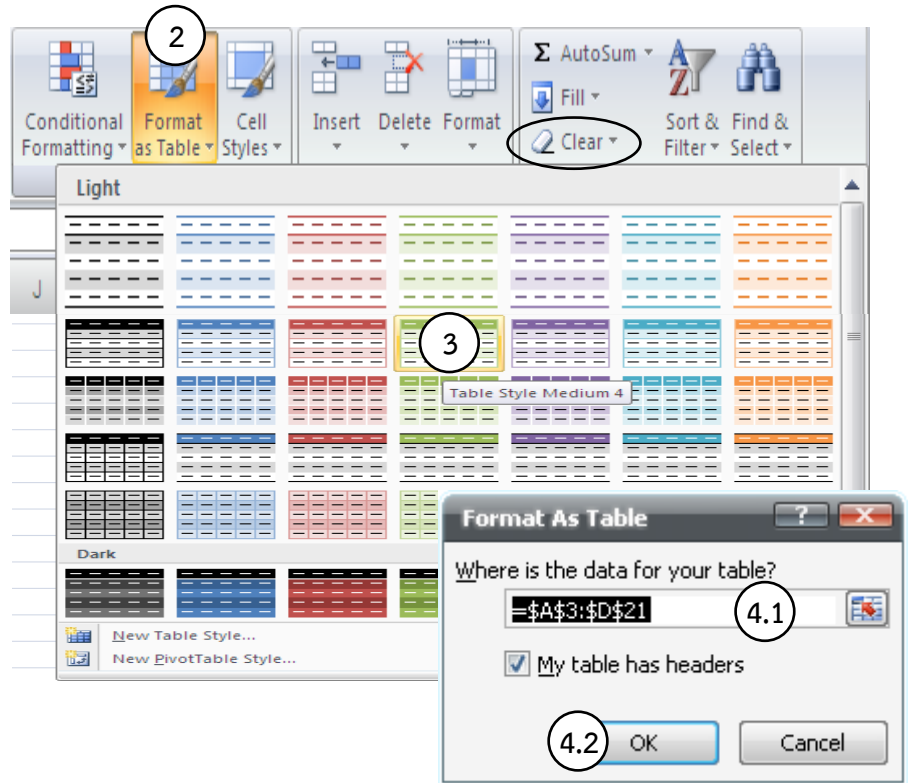 2
Conditional
Formatting
Format
as Table
Cell
Styles
Insert
Delete
Format
Σ AutoSum
Fill
Clear
A
Z
Sort &
Filter
Find &
Select
J
Light
3
Table Style Medium 4
Dark
New Table Style...
New PivotTable Style...
Format As Table
?
X
Where is the data for your table?
=$A$3:$D$21
4.1
My table has headers
4.2
OK
Cancel